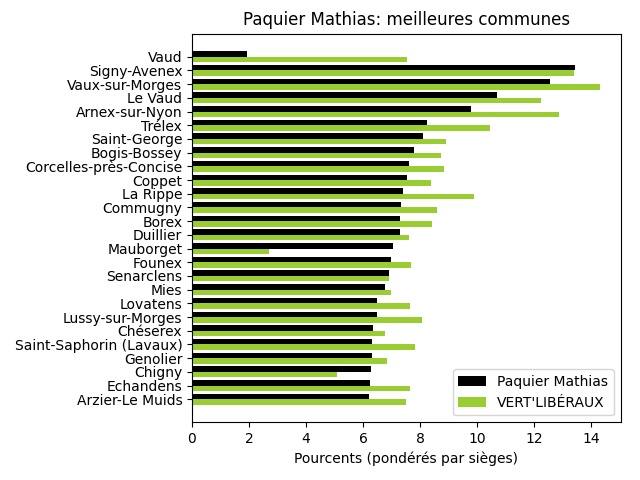 Paquier Mathias: meilleures communes
Vaud
Signy-Avenex
Vaux-sur-Morges
Le Vaud
Arnex-sur-Nyon
Trélex
Saint-George
Bogis-Bossey
Corcelles-près-Concise
Coppet
La Rippe
Commugny
Borex
Duillier
Mauborget
Founex
Senarclens
Mies
Lovatens
Lussy-sur-Morges
Chéserex
Saint-Saphorin (Lavaux)
Genolier
Chigny
Echandens
Arzier-Le Muids
Paquier Mathias
VERT'LIBÉRAUX
0 2 4 6 8 10 12 14
Pourcents (pondérés par sièges)